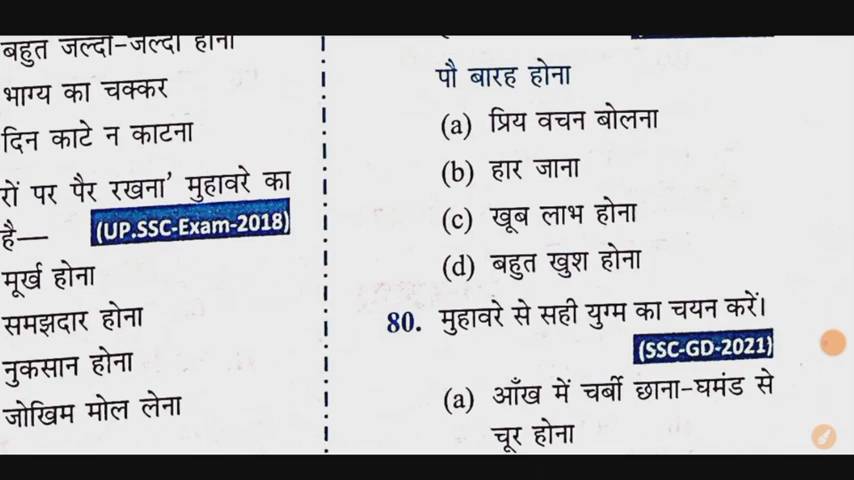 बहुत जल्दी-जल्दी होना
भाग्य का चक्कर
दिन काटे न काटना
रों पर पैर रखना' मुहावरे का
है—
(UP.SSC-Exam-2018)
मूर्ख होना
समझदार होना
नुकसान होना
जोखिम मोल लेना
पौ बारह होना
(a) प्रिय वचन बोलना
(b) हार जाना
(c) खूब लाभ होना
(d) बहुत खुश होना
80. मुहावरे से सही युग्म का चयन करें।
(SSC-GD-2021)
(a) आँख में चर्बी छाना-घमंड से
चूर होना